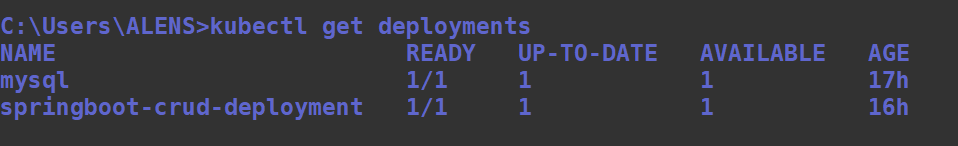 C:\Users\ALENS>kubectl get deployments
NAME READY UP-TO-DATE AVAILABLE AGE
mysql 1/1 1 1 17h
springboot-crud-deployment 1/1 1 1 16h